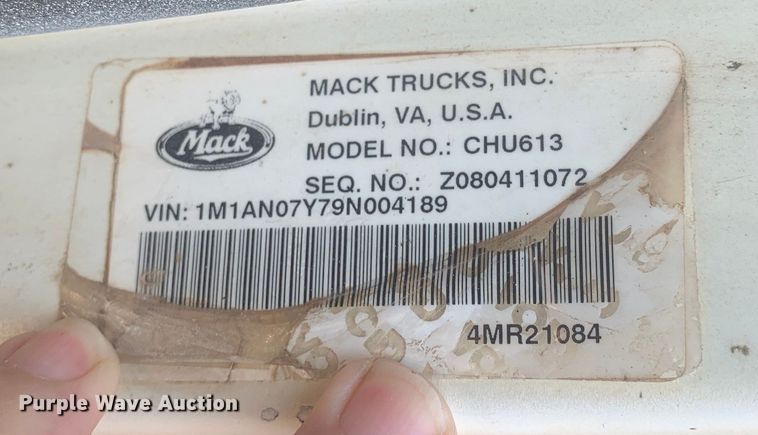 MACK TRUCKS, INC.
Dublin, VA, U.S.A.
Mack
MODEL NO.: CHU613
SEQ. NO.: Z080411072
VIN: 1M1AN07Y79N004189
4MR21084
Purple Wave Auction